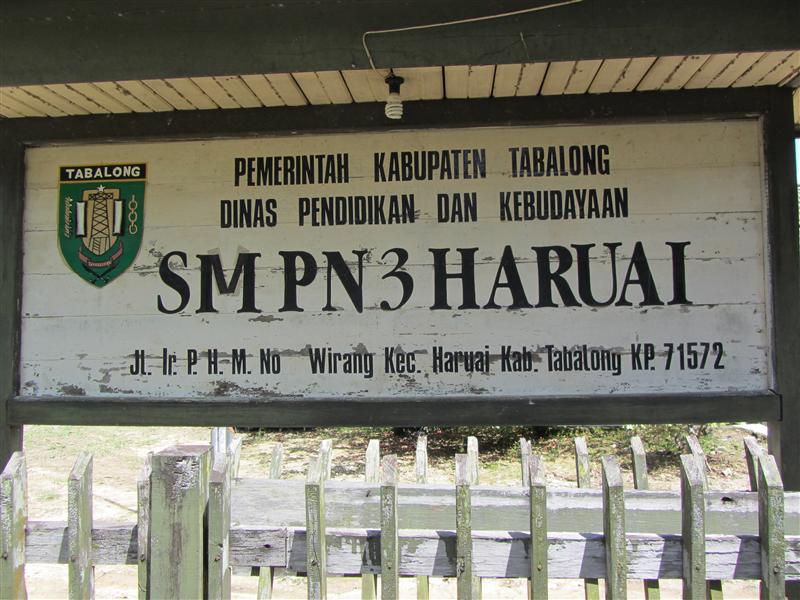 TABALONG
PEMERINTAH KABUPATEN TABALONG
DINAS PENDIDIKAN DAN KEBUDAYAAN
SMPN 3 HARUAI
Jl. Ir. P. H. M. No Wirang Kec. Haruai Kab. Tabalong KP. 71572